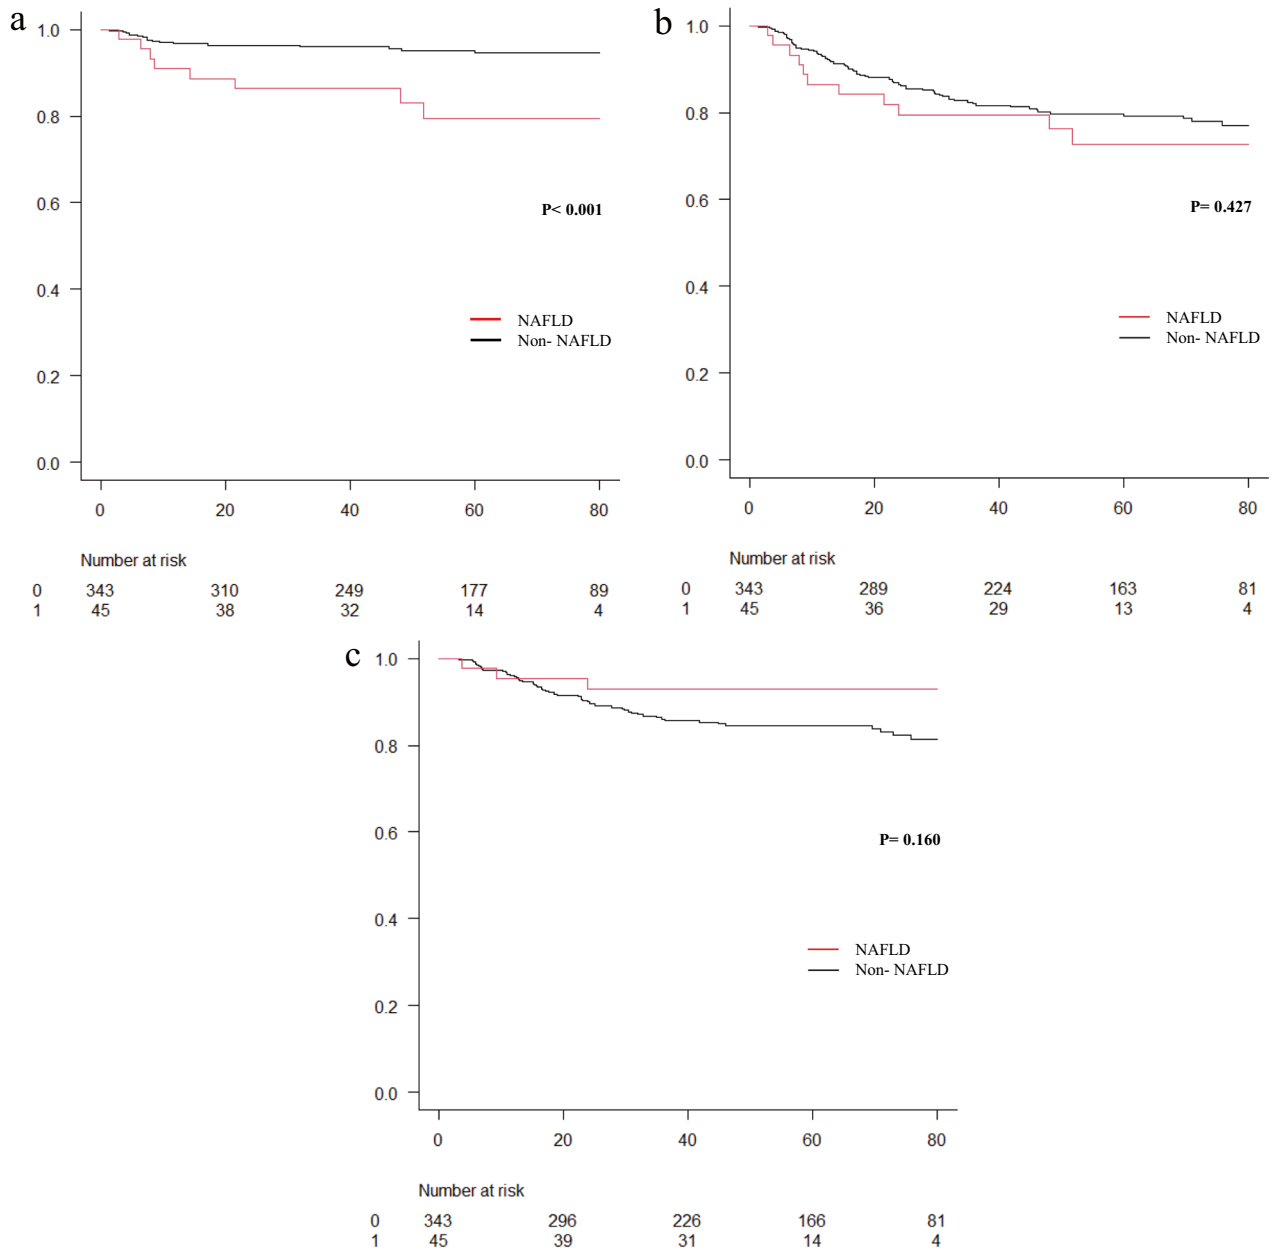 a
1.0
0.8
0.6
0.4
0.2
0.0
P< 0.001
NAFLD
Non- NAFLD
0 20 40 60 80
Number at risk
0 343 310 249 177 89
1 45 38 32 14 4
b
1.0
0.8
0.6
0.4
0.2
0.0
P= 0.427
NAFLD
Non- NAFLD
0 20 40 60 80
Number at risk
0 343 289 224 163 81
1 45 36 29 13 4
c
1.0
0.8
0.6
0.4
0.2
0.0
P= 0.160
NAFLD
Non- NAFLD
0 20 40 60 80
Number at risk
0 343 296 226 166 81
1 45 39 31 14 4